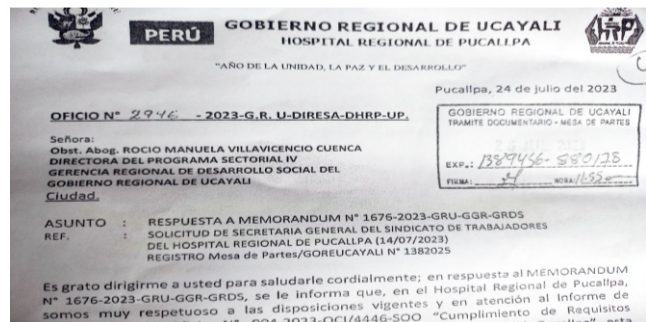 PERÚ
GOBIERNO REGIONAL DE UCAYALI
HOSPITAL REGIONAL DE PUCALLPA
HRP
"AÑO DE LA UNIDAD, LA PAZ Y EL DESARROLLO"
Pucallpa, 24 de julio del 2023
OFICIO N° 2946 - 2023-G.R. U-DIRESA-DHRP-UP.
GOBIERNO REGIONAL DE UCAYALI
TRAMITE DOCUMENTARIO - MESA DE PARTES
EXP.: 1389456-880125
FIRMA: HORA:
Señora:
Obst. Abog. ROCIO MANUELA VILLAVICENCIO CUENCA
DIRECTORA DEL PROGRAMA SECTORIAL IV
GERENCIA REGIONAL DE DESARROLLO SOCIAL DEL
GOBIERNO REGIONAL DE UCAYALI
Ciudad.
ASUNTO : RESPUESTA A MEMORANDUM N° 1676-2023-GRU-GGR-GRDS
REF. : SOLICITUD DE SECRETARIA GENERAL DEL SINDICATO DE TRABAJADORES
DEL HOSPITAL REGIONAL DE PUCALLPA (14/07/2023)
REGISTRO Mesa de Partes/GOREUCAYALI N° 1382025
Es grato dirigirme a usted para saludarle cordialmente; en respuesta al MEMORANDUM
N° 1676-2023-GRU-GGR-GRDS, se le informa que, en el Hospital Regional de Pucallpa,
somos muy respetuoso a las disposiciones vigentes y en atención al Informe de
004-2023-OCI/4446-SOO "Cumplimiento de Requisitos